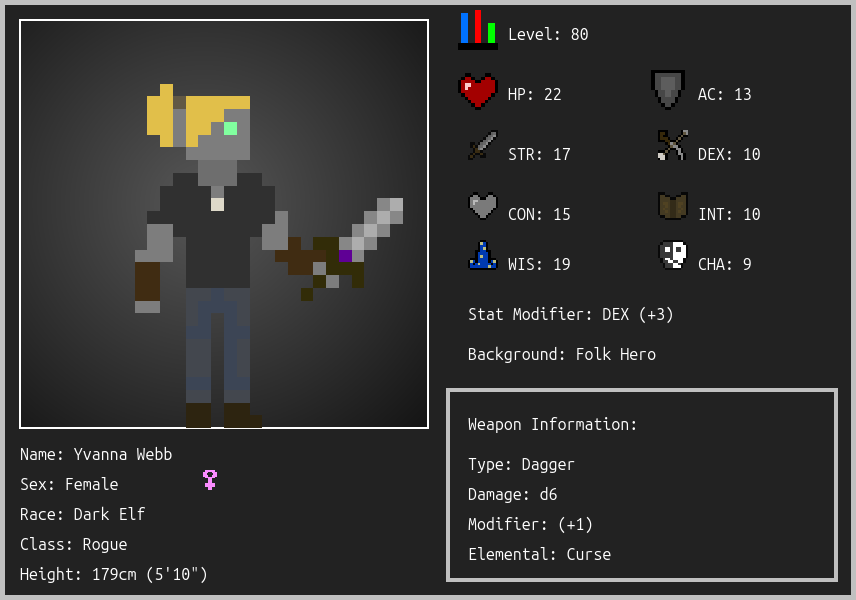 Level: 80
HP: 22 AC: 13
STR: 17 DEX: 10
CON: 15 INT: 10
WIS: 19 CHA: 9
Stat Modifier: DEX (+3)
Background: Folk Hero
Weapon Information:
Type: Dagger
Damage: d6
Modifier: (+1)
Elemental: Curse
Name: Yvanna Webb
Sex: Female
Race: Dark Elf
Class: Rogue
Height: 179cm (5'10")